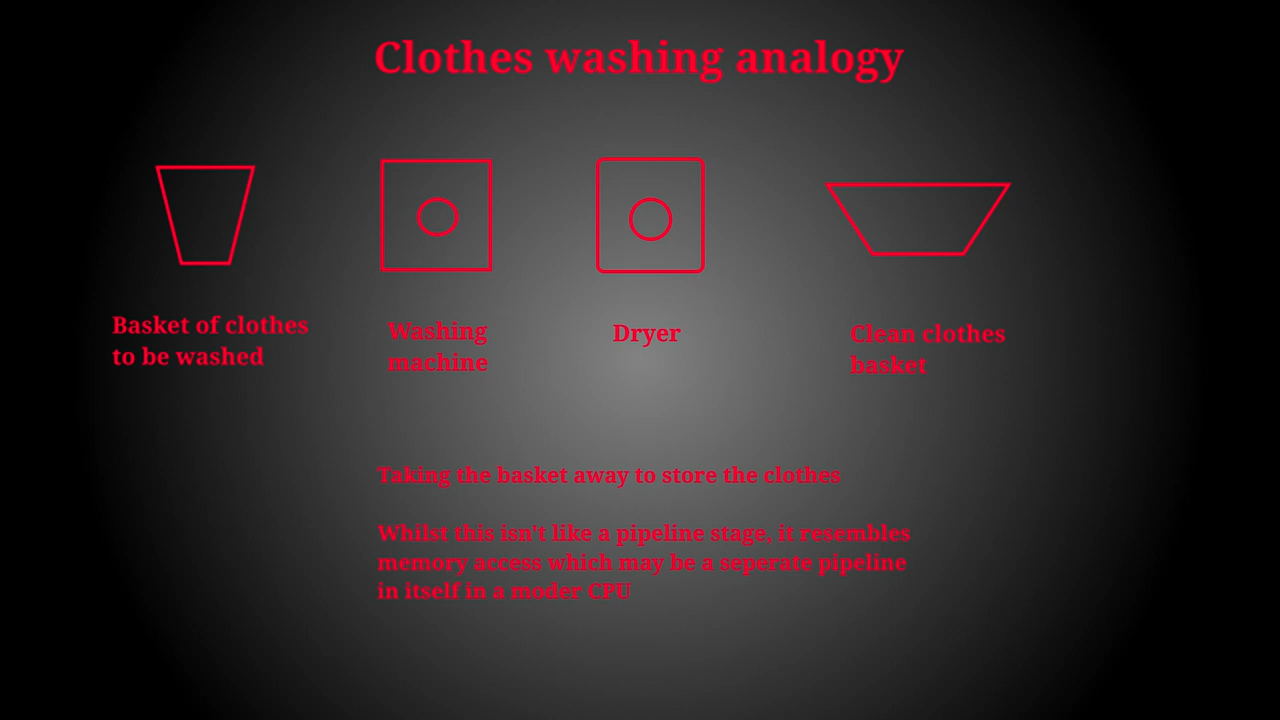 Clothes washing analogy
Basket of clothes
to be washed
Washing
machine
Dryer
Clean clothes
basket
Taking the basket away to store the clothes
Whilst this isn't like a pipeline stage, it resembles
memory access which may be a seperate pipeline
in itself in a moder CPU